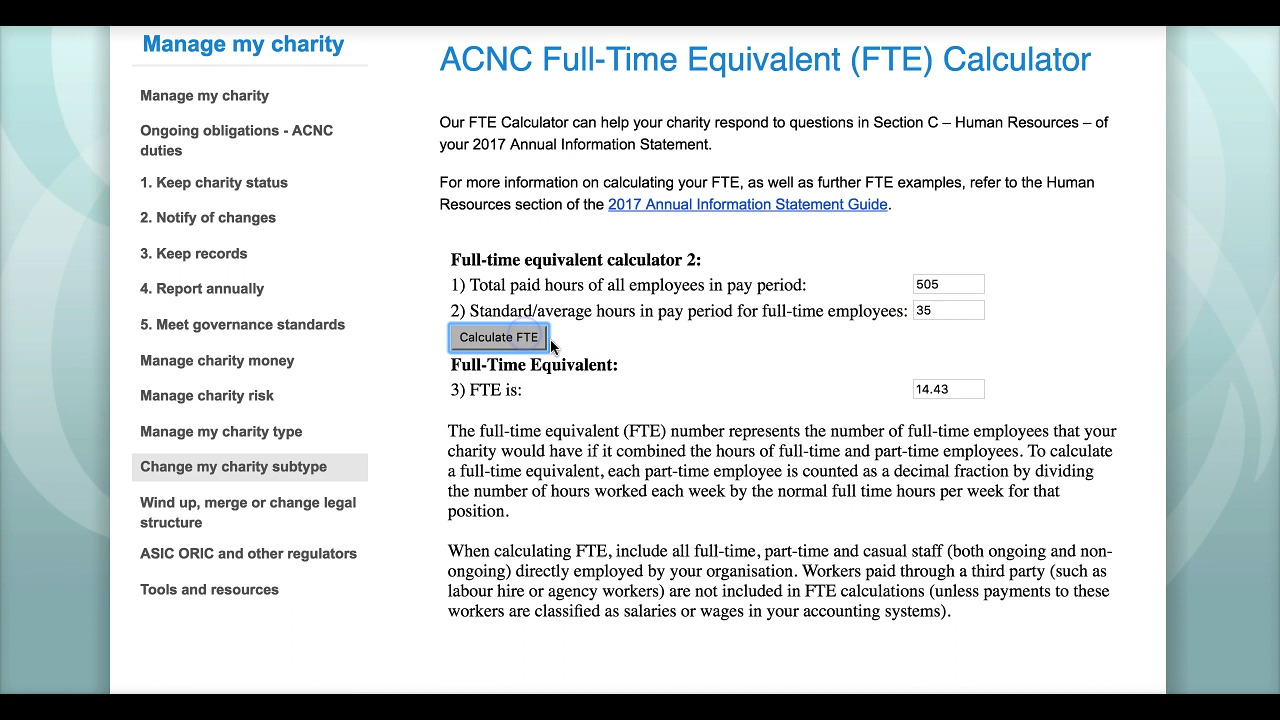 Manage my charity
Manage my charity
Ongoing obligations - ACNC
duties
1. Keep charity status
2. Notify of changes
3. Keep records
4. Report annually
5. Meet governance standards
Manage charity money
Manage charity risk
Manage my charity type
Change my charity subtype
Wind up, merge or change legal
structure
ASIC ORIC and other regulators
Tools and resources
ACNC Full-Time Equivalent (FTE) Calculator
Our FTE Calculator can help your charity respond to questions in Section C – Human Resources – of
your 2017 Annual Information Statement.
For more information on calculating your FTE, as well as further FTE examples, refer to the Human
Resources section of the 2017 Annual Information Statement Guide.
Full-time equivalent calculator 2:
1) Total paid hours of all employees in pay period: 505
2) Standard/average hours in pay period for full-time employees: 35
Calculate FTE
Full-Time Equivalent:
3) FTE is: 14.43
The full-time equivalent (FTE) number represents the number of full-time employees that your
charity would have if it combined the hours of full-time and part-time employees. To calculate
a full-time equivalent, each part-time employee is counted as a decimal fraction by dividing
the number of hours worked each week by the normal full time hours per week for that
position.
When calculating FTE, include all full-time, part-time and casual staff (both ongoing and non-
ongoing) directly employed by your organisation. Workers paid through a third party (such as
labour hire or agency workers) are not included in FTE calculations (unless payments to these
workers are classified as salaries or wages in your accounting systems).